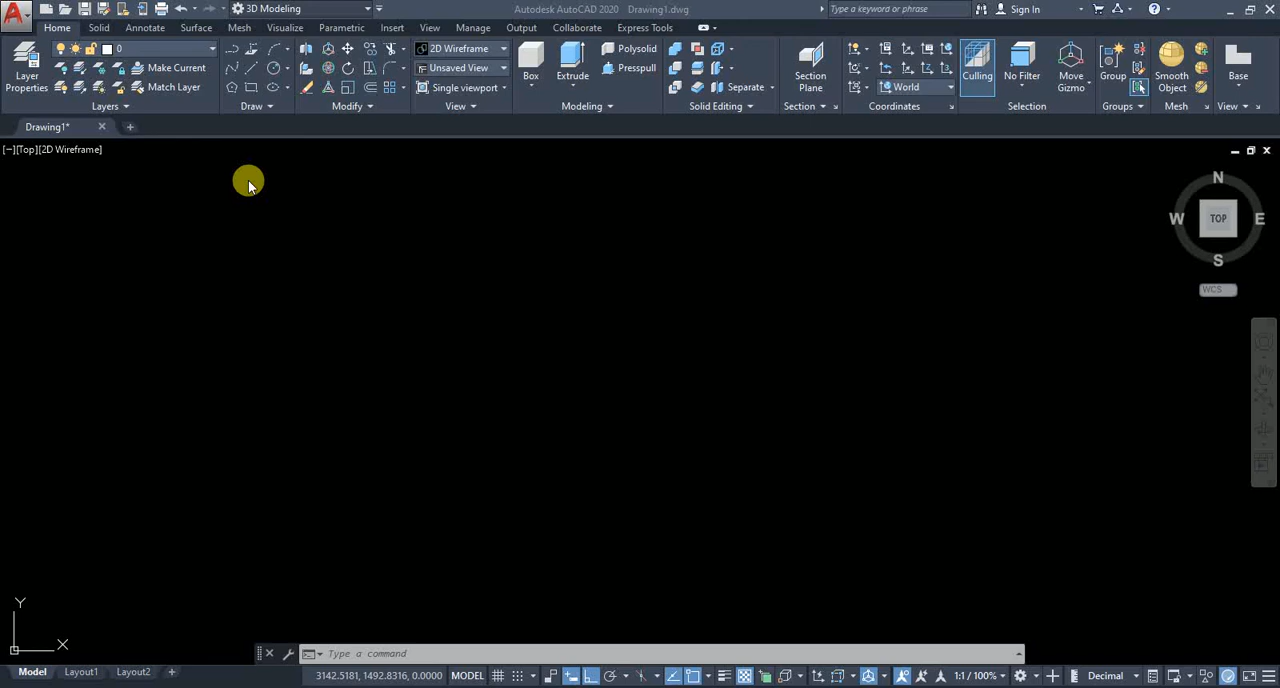 A 3D Modeling Autodesk AutoCAD 2020 Drawing1.dwg Type a keyword or phrase Sign In
Home Solid Surface Mesh Visualize Parametric Insert Annotate View Manage Output Collaborate Express Tools
0 2D Wireframe Polysolid
Make Current Unsaved View Presspull
Layer Properties Match Layer Single viewport Box Extrude Separate Section Plane World Culling No Filter Move Gizmo Group Smooth Object Base
Layers Draw Modify View Modeling Solid Editing Section Coordinates Selection Groups Mesh View
Drawing1*
[−][Top][2D Wireframe]
N
W TOP E
S
WCS
Y
X
Type a command
Model Layout1 Layout2 3142.5181, 1492.8316, 0.0000 MODEL 1:1 / 100% Decimal